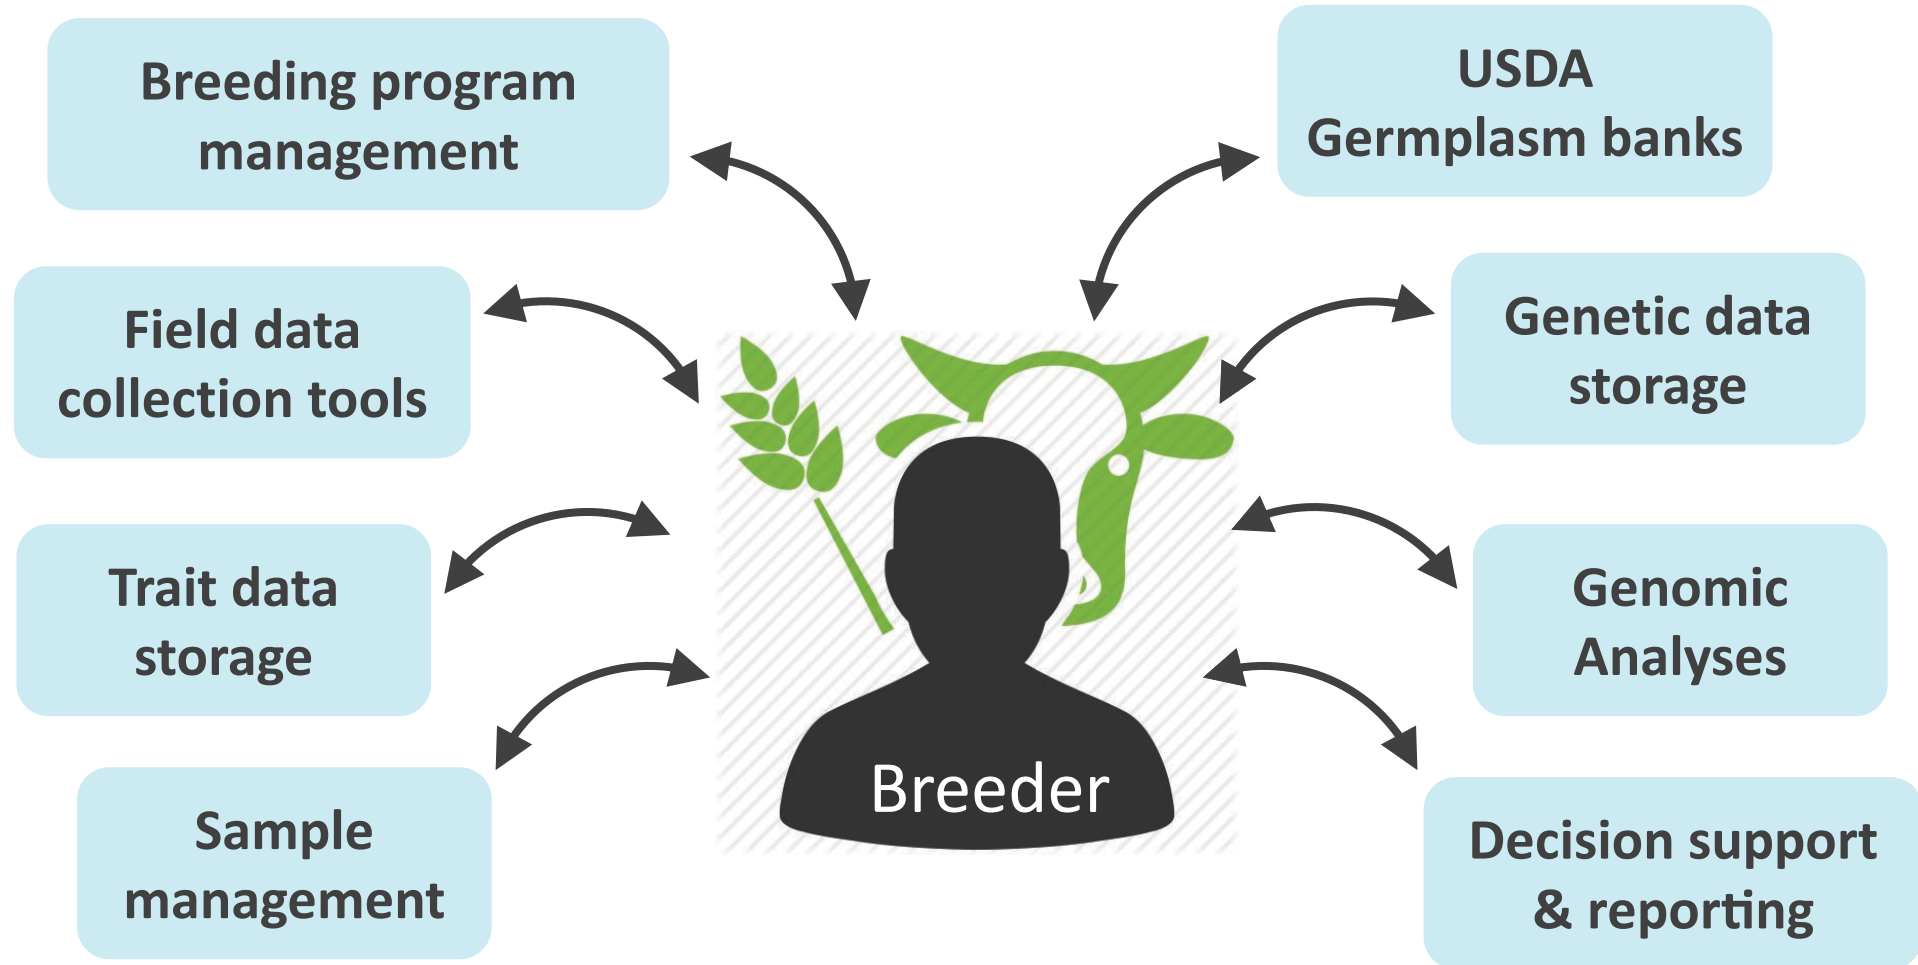 Breeding program
management
Field data
collection tools
Trait data
storage
Sample
management
Breeder
USDA
Germplasm banks
Genetic data
storage
Genomic
Analyses
Decision support
& reporting